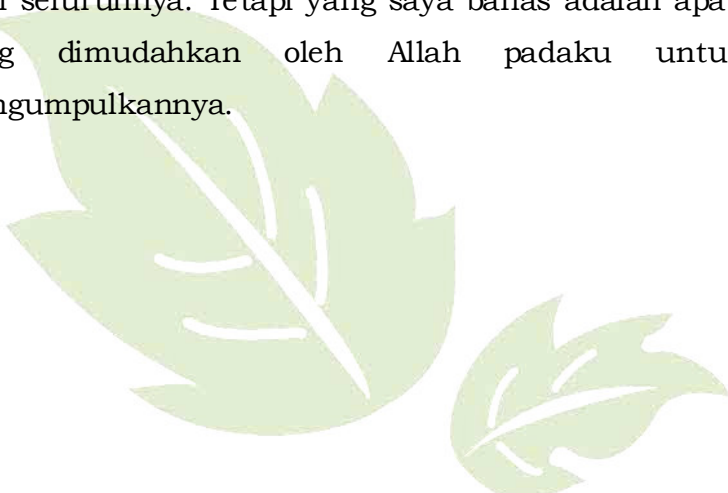 seluruhnya. Tetapi yang saya bahas adalah apa
dimudahkan oleh Allah padaku
ngumpulkannya.